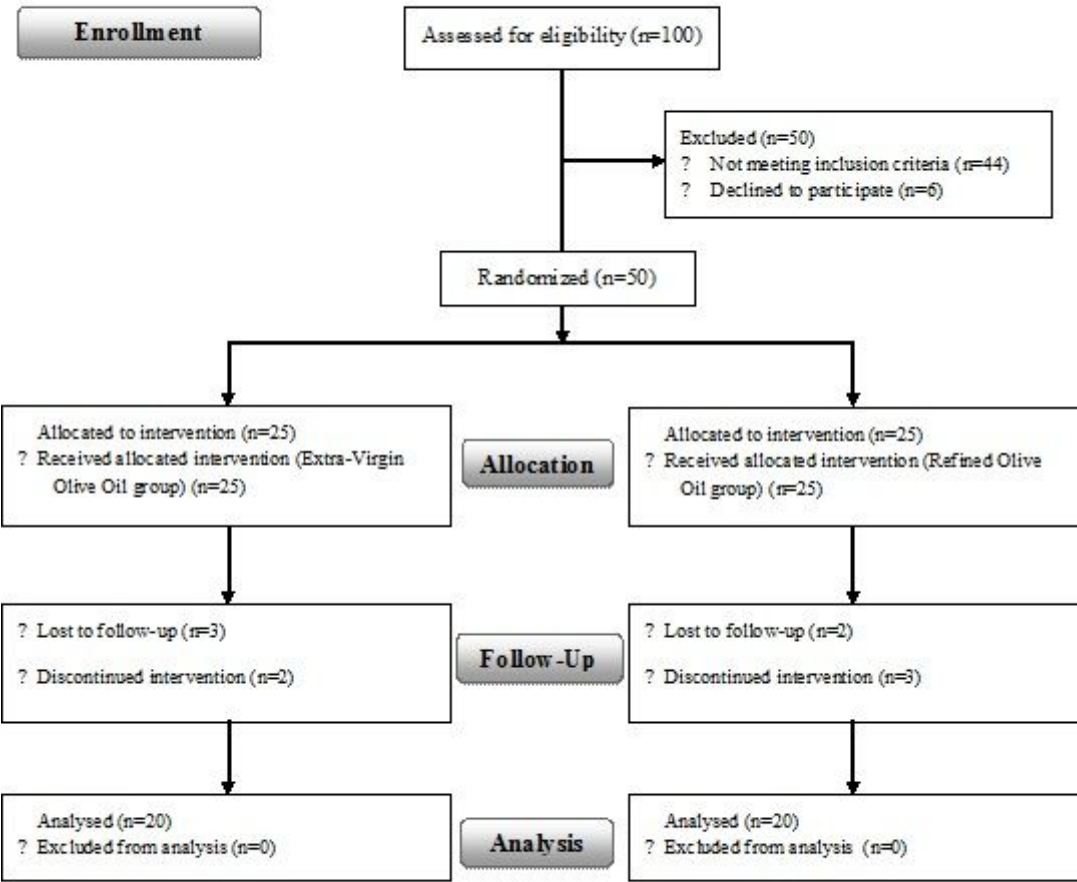 Enrollment
Assessed for eligibility (n=100)
Excluded (n=50)
? Not meeting inclusion criteria (n=44)
? Declined to participate (n=6)
Randomized (n=50)
Allocated to intervention (n=25)
? Received allocated intervention (Extra-Virgin
Olive Oil group) (n=25)
Allocation
Allocated to intervention (n=25)
? Received allocated intervention (Refined Olive
Oil group) (n=25)
? Lost to follow-up (n=3)
? Discontinued intervention (n=2)
Follow-Up
? Lost to follow-up (n=2)
? Discontinued intervention (n=3)
Analysed (n=20)
? Excluded from analysis (n=0)
Analysis
Analysed (n=20)
? Excluded from analysis (n=0)